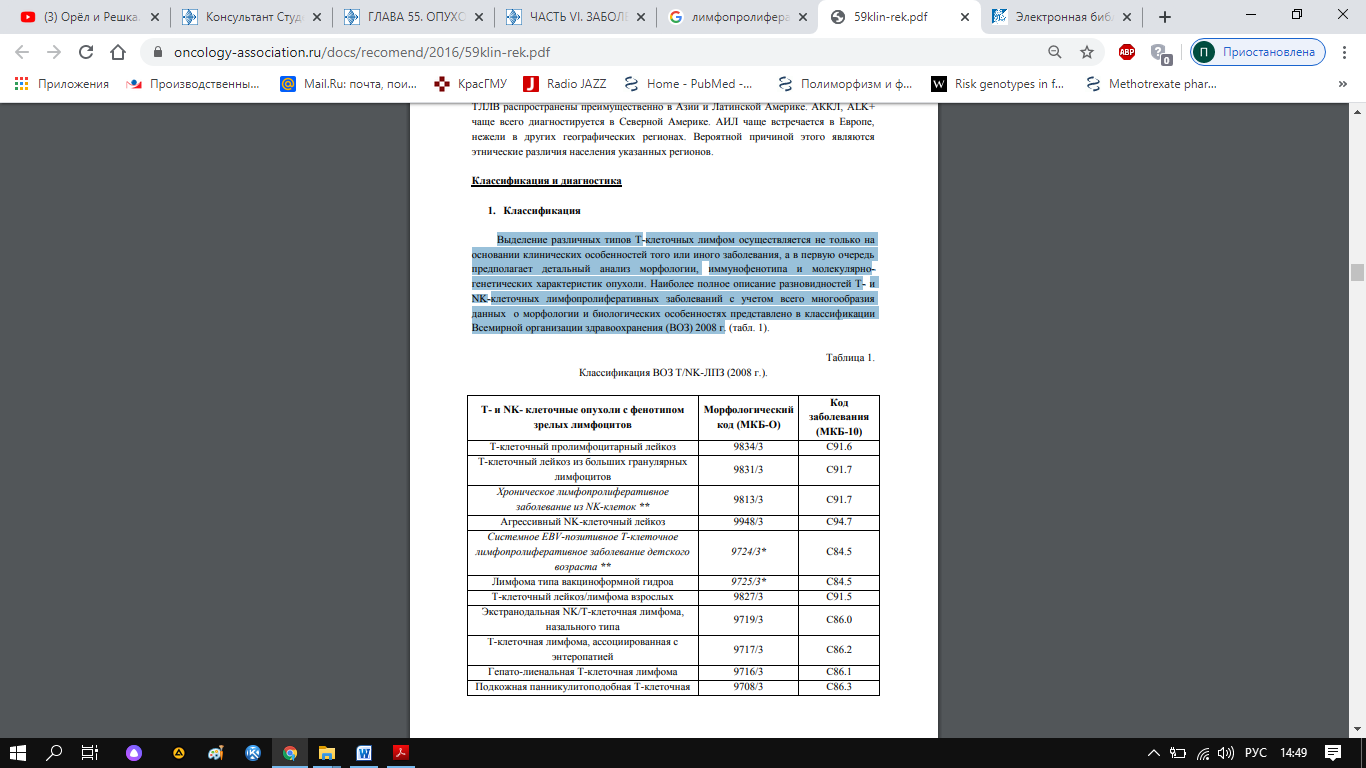 (3) Орёл и Решка.
Консультант Студ
ГЛАВА 55. ОПУХО
ЧАСТЬ VI. ЗАБОЛЕ
лимфопролифера
59klin-rek.pdf
Электронная биб
oncology-association.ru/docs/recomend/2016/59klin-rek.pdf
ABP
0
П
Приостановлена
Приложения
Производственны...
Mail.Ru: почта, пои...
КрасГМУ
Radio JAZZ
Home - PubMed -...
Полиморфизм и ф...
Risk genotypes in f...
Methotrexate phar...
»
ТЛЛВ распространены преимущественно в Азии и Латинской Америке. АККЛ, ALK+
чаще всего диагностируется в Северной Америке. АИЛ чаще встречается в Европе,
нежели в других географических регионах. Вероятной причиной этого являются
этнические различия населения указанных регионов.
Классификация и диагностика
1. Классификация
Выделение различных типов Т-клеточных лимфом осуществляется не только на
основании клинических особенностей того или иного заболевания, а в первую очередь
предполагает детальный анализ морфологии, иммунофенотипа и молекулярно-
генетических характеристик опухоли. Наиболее полное описание разновидностей Т- и
NK-клеточных лимфопролиферативных заболеваний с учетом всего многообразия
данных о морфологии и биологических особенностях представлено в классификации
Всемирной организации здравоохранения (ВОЗ) 2008 г. (табл. 1).
Таблица 1.
Классификация ВОЗ T/NK-ЛПЗ (2008 г.).
Т- и NK- клеточные опухоли с фенотипом
зрелых лимфоцитов
Морфологический
код (МКБ-О)
Код
заболевания
(МКБ-10)
Т-клеточный пролимфоцитарный лейкоз 9834/3 C91.6
Т-клеточный лейкоз из больших гранулярных
лимфоцитов 9831/3 C91.7
Хроническое лимфопролиферативное
заболевание из NK-клеток ** 9813/3 C91.7
Агрессивный NK-клеточный лейкоз 9948/3 C94.7
Системное EBV-позитивное Т-клеточное
лимфопролиферативное заболевание детского
возраста ** 9724/3* C84.5
Лимфома типа вакциноформной гидроа 9725/3* C84.5
Т-клеточный лейкоз/лимфома взрослых 9827/3 C91.5
Экстранодальная NK/T-клеточная лимфома,
назального типа 9719/3 C86.0
Т-клеточная лимфома, ассоциированная с
энтеропатией 9717/3 C86.2
Гепато-лиенальная Т-клеточная лимфома 9716/3 C86.1
Подкожная панникулитоподобная Т-клеточная 9708/3 C86.3
РУС
14:49